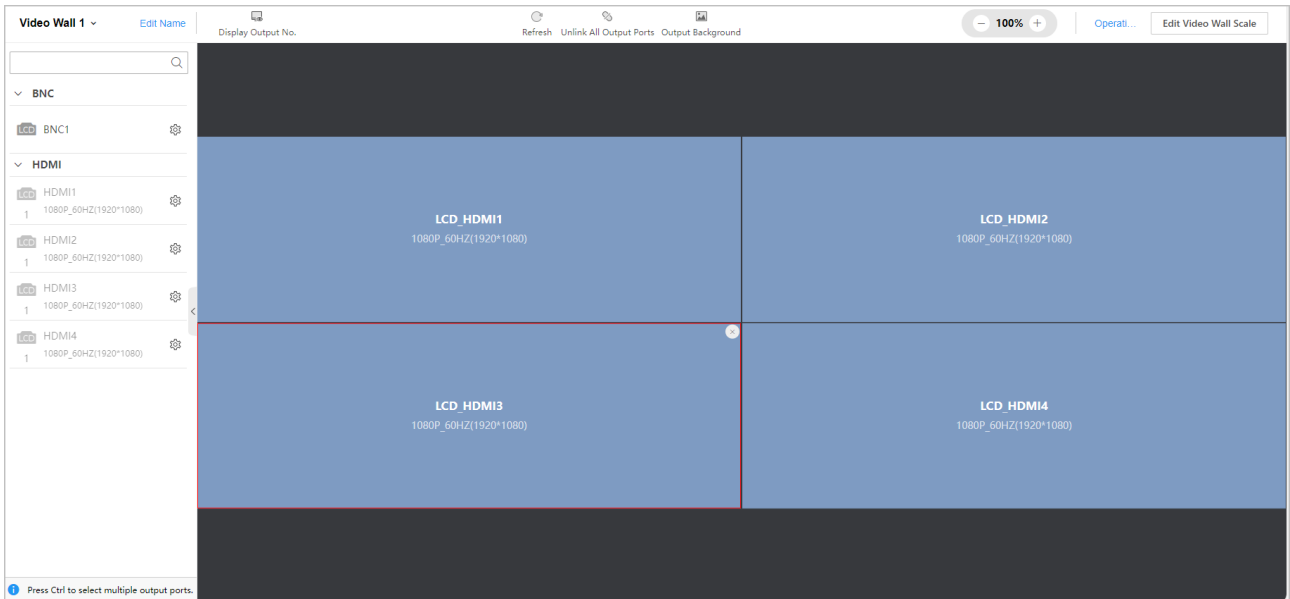 Video Wall 1
Edit Name
Display Output No.
Refresh
Unlink All Output Ports
Output Background
100%
Operati...
Edit Video Wall Scale
BNC
LCD
BNC1
HDMI
LCD
HDMI1
1
1080P_60HZ(1920*1080)
LCD
HDMI2
1
1080P_60HZ(1920*1080)
LCD
HDMI3
1
1080P_60HZ(1920*1080)
LCD
HDMI4
1
1080P_60HZ(1920*1080)
Press Ctrl to select multiple output ports.
LCD_HDMI1
1080P_60HZ(1920*1080)
LCD_HDMI2
1080P_60HZ(1920*1080)
LCD_HDMI3
1080P_60HZ(1920*1080)
LCD_HDMI4
1080P_60HZ(1920*1080)